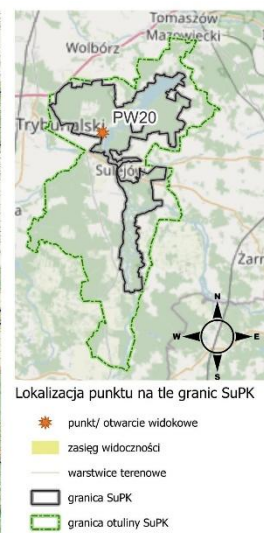 Tomaszów
Mazowiecki
Wolbórz
PW20
Trybunalski
Sulejów
Żarn
N
W
E
S
Lokalizacja punktu na tle granic SuPK
punkt/ otwarcie widokowe
zasięg widoczności
warstwice terenowe
granica SuPK
granica otuliny SuPK